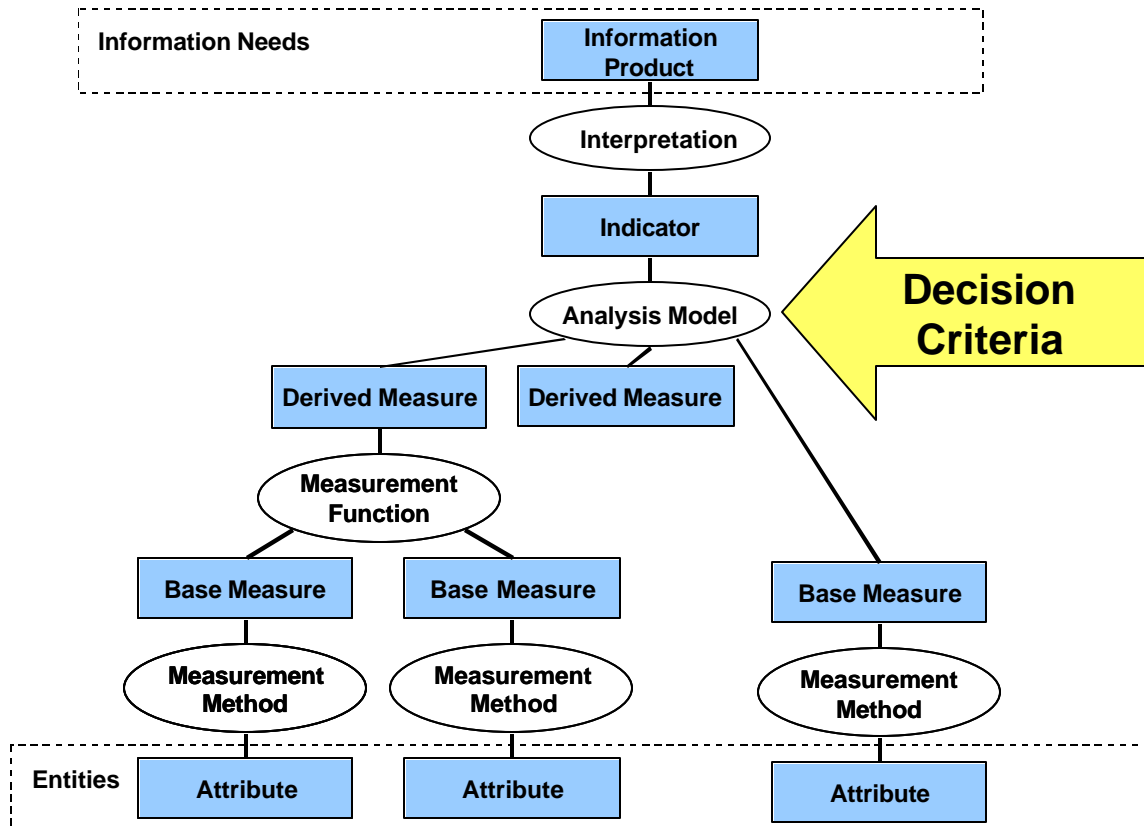 Information Needs
Information
Product
Interpretation
Indicator
Analysis Model
Decision
Criteria
Derived Measure
Derived Measure
Measurement
Function
Base Measure
Base Measure
Base Measure
Measurement
Method
Measurement
Method
Measurement
Method
Entities
Attribute
Attribute
Attribute